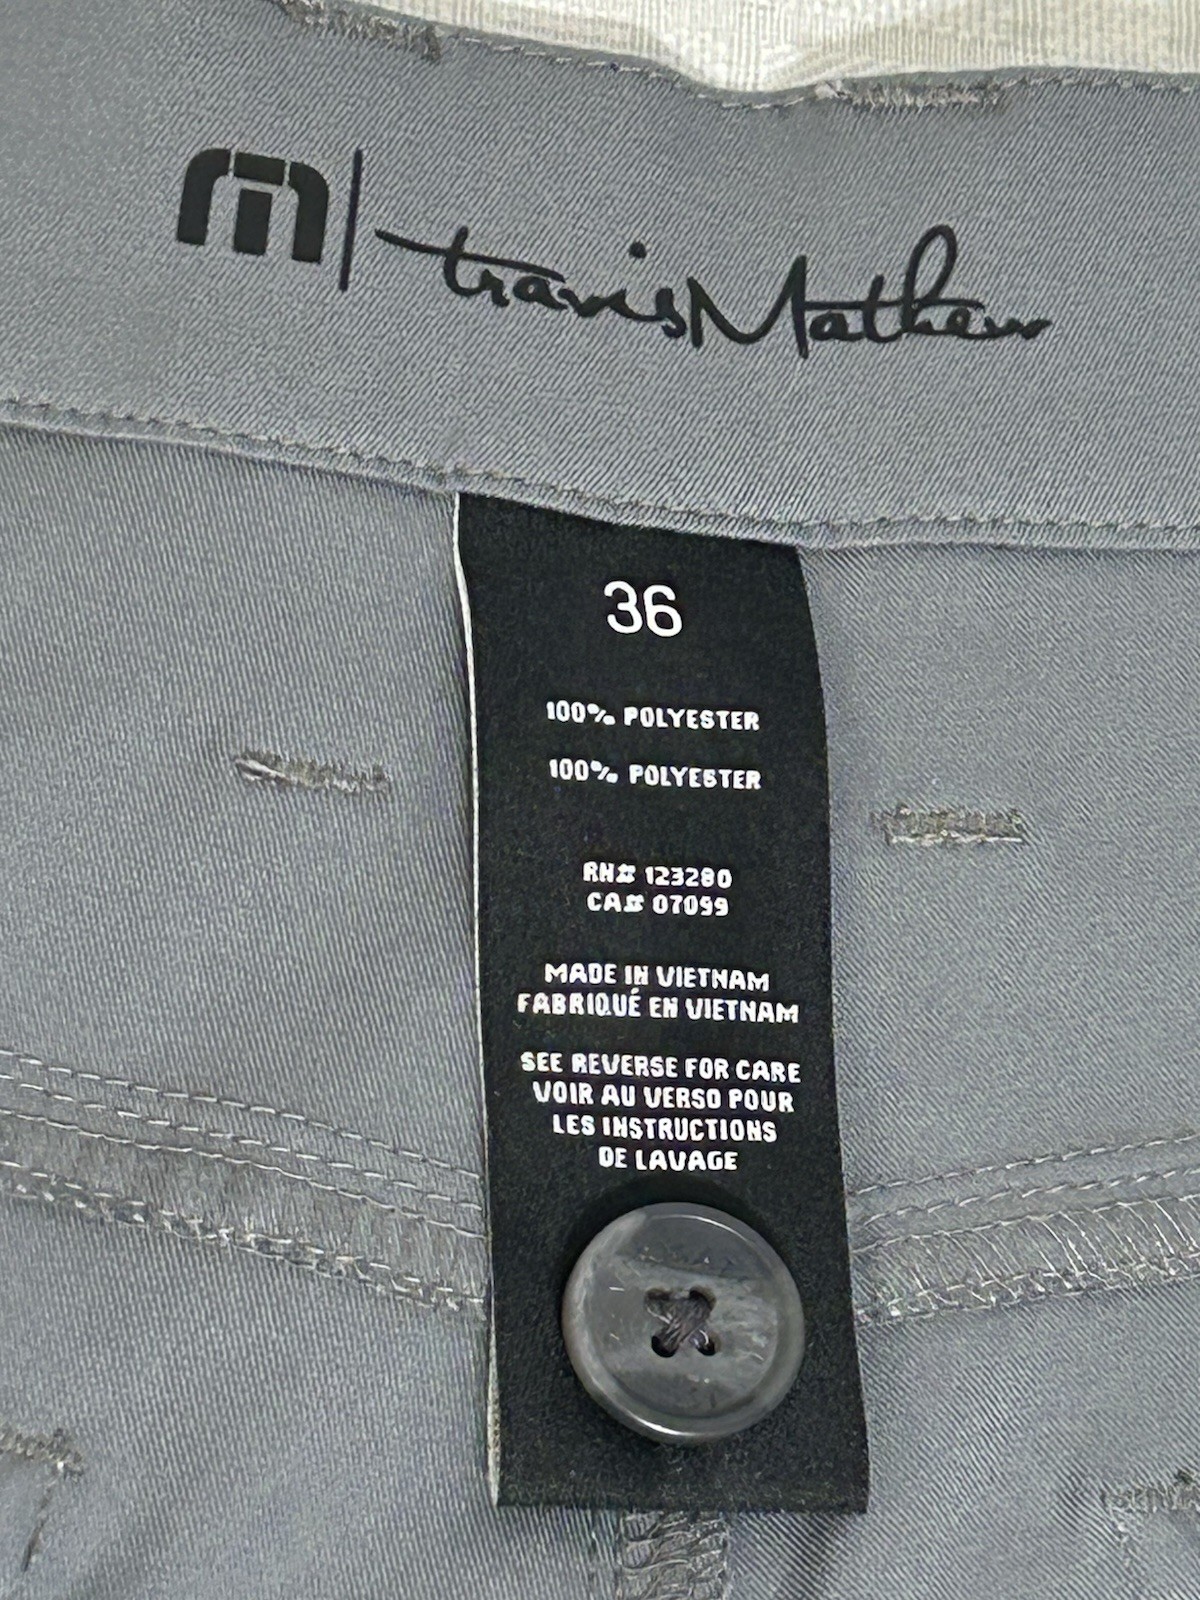 travisMathew
36
100% POLYESTER
100% POLYESTER
RN# 123280
CA# 07099
MADE IN VIETNAM
FABRIQUÉ EN VIETNAM
SEE REVERSE FOR CARE
VOIR AU VERSO POUR
LES INSTRUCTIONS
DE LAVAGE